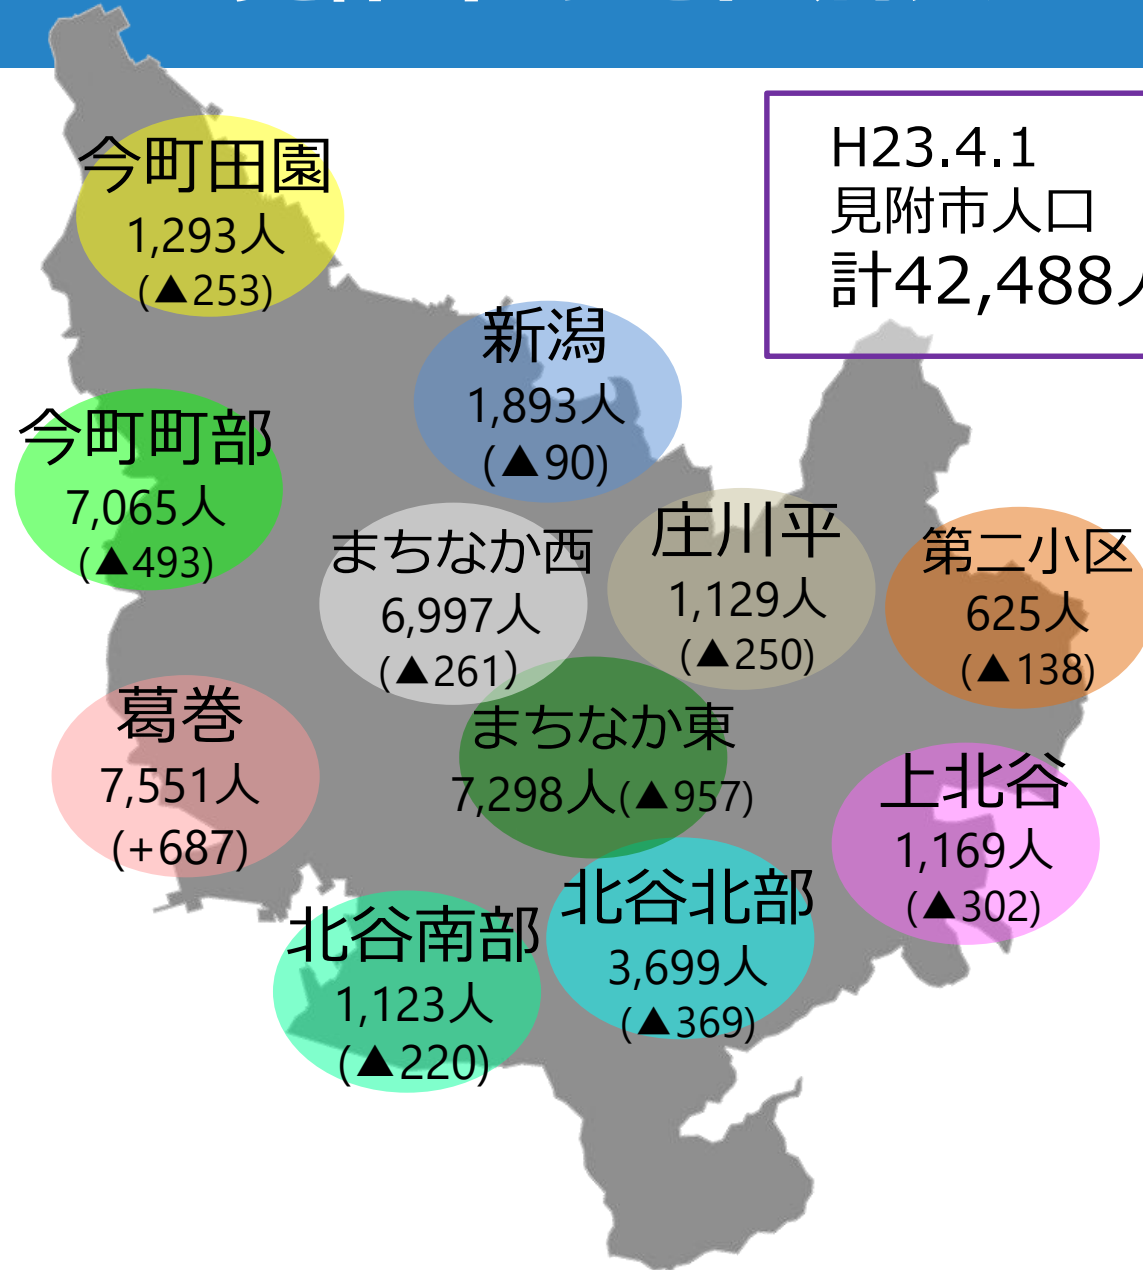 H23.4.1
見附市人口
計42,488人
今町田園
1,293人
(▲253)
新潟
1,893人
(▲90)
今町町部
7,065人
(▲493)
まちなか西
6,997人
(▲261)
庄川平
1,129人
(▲250)
第二小区
625人
(▲138)
葛巻
7,551人
(+687)
まちなか東
7,298人(▲957)
上北谷
1,169人
(▲302)
北谷南部
1,123人
(▲220)
北谷北部
3,699人
(▲369)